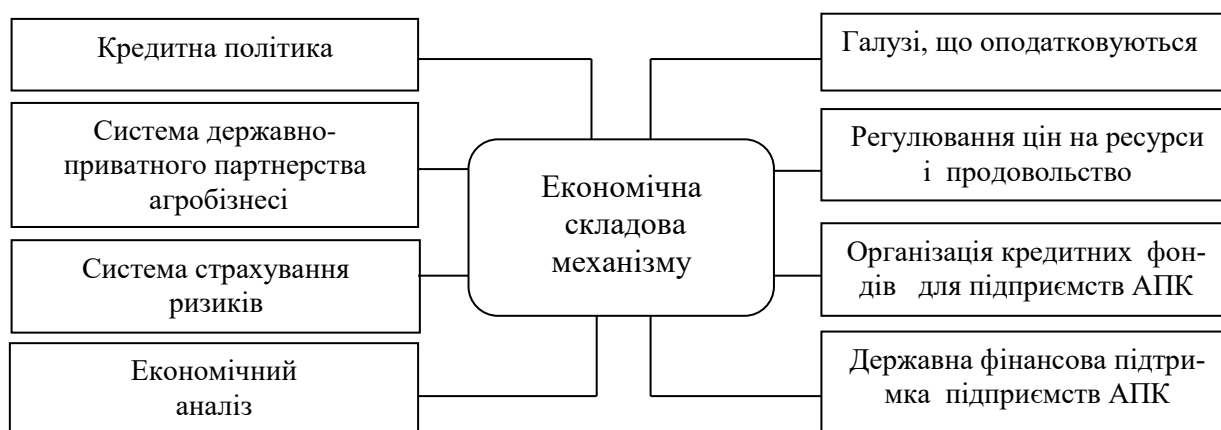 Кредитна політика
Система державно-
приватного партнерства
агробізнесі
Система страхування
ризиків
Економічний
аналіз
Економічна
складова
механізму
Галузі, що оподатковуються
Регулювання цін на ресурси
і продовольство
Організація кредитних фон-
дів для підприємств АПК
Державна фінансова підтри-
мка підприємств АПК